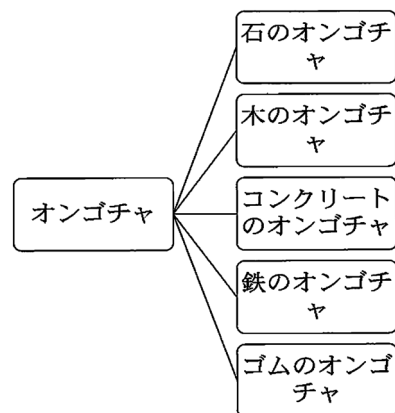 オンゴチャ
石のオンゴチ
ャ
木のオンゴチ
ャ
コンクリート
のオンゴチャ
鉄のオンゴチ
ャ
ゴムのオンゴ
チャ